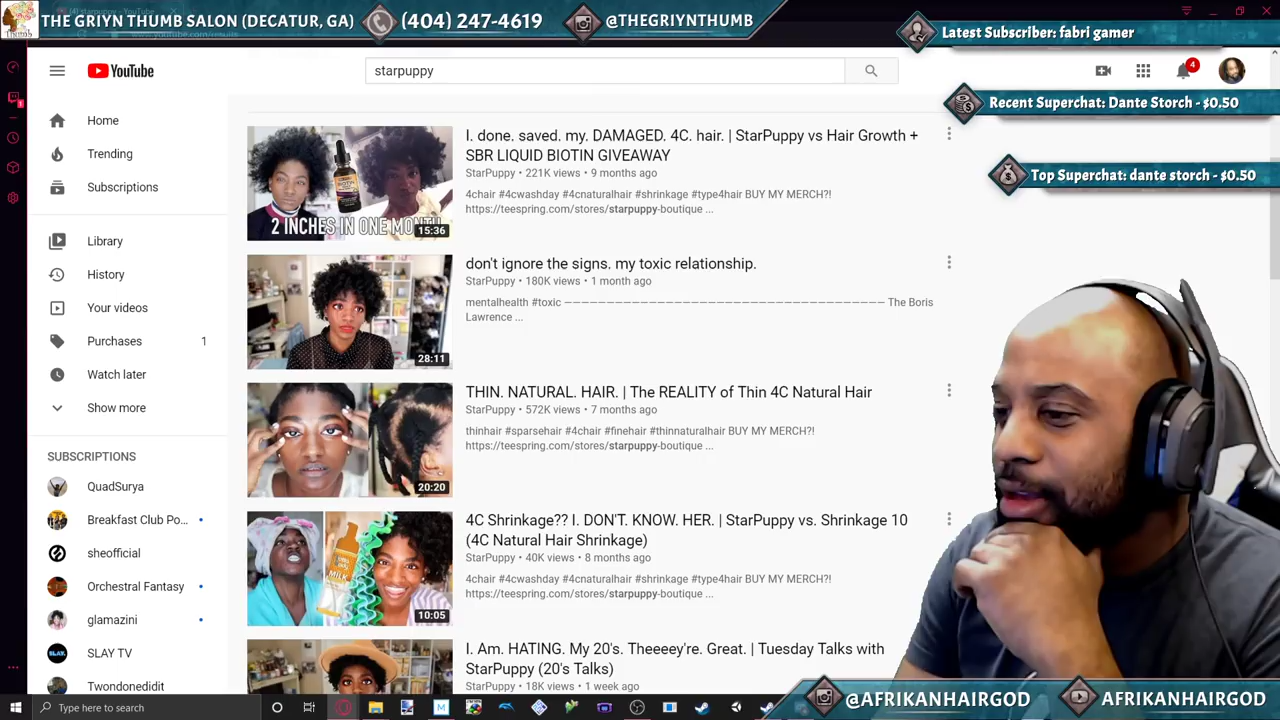 THE GRIYN THUMB SALON (DECATUR, GA)
(404) 247-4619
@THEGRIYNTHUMB
Latest Subscriber: fabri gamer
YouTube
starpuppy
4
Recent Superchat: Dante Storch - $0.50
Top Superchat: dante storch - $0.50
Home
Trending
Subscriptions
Library
History
Your videos
Purchases 1
Watch later
Show more
SUBSCRIPTIONS
QuadSurya
Breakfast Club Po...
sheofficial
Orchestral Fantasy
glamazini
SLAY TV
Twondonedidit
2 INCHES IN ONE MONTH
15:36
I. done. saved. my. DAMAGED. 4C. hair. | StarPuppy vs Hair Growth +
SBR LIQUID BIOTIN GIVEAWAY
StarPuppy • 221K views • 9 months ago
4chair #4cwashday #4cnaturalhair #shrinkage #type4hair BUY MY MERCH?!
https://teespring.com/stores/starpuppy-boutique ...
28:11
don't ignore the signs. my toxic relationship.
StarPuppy • 180K views • 1 month ago
mentalhealth #toxic —————————————————————————————————————— The Boris
Lawrence ...
20:20
THIN. NATURAL. HAIR. | The REALITY of Thin 4C Natural Hair
StarPuppy • 572K views • 7 months ago
thinhair #sparsehair #4chair #finehair #thinnaturalhair BUY MY MERCH?!
https://teespring.com/stores/starpuppy-boutique ...
MILK
10:05
4C Shrinkage?? I. DON'T. KNOW. HER. | StarPuppy vs. Shrinkage 10
(4C Natural Hair Shrinkage)
StarPuppy • 40K views • 8 months ago
4chair #4cwashday #4cnaturalhair #shrinkage #type4hair BUY MY MERCH?!
https://teespring.com/stores/starpuppy-boutique ...
I. Am. HATING. My 20's. Theeeey're. Great. | Tuesday Talks with
StarPuppy (20's Talks)
StarPuppy • 18K views • 1 week ago
Type here to search
@AFRIKANHAIRGOD
AFRIKANHAIRGOD